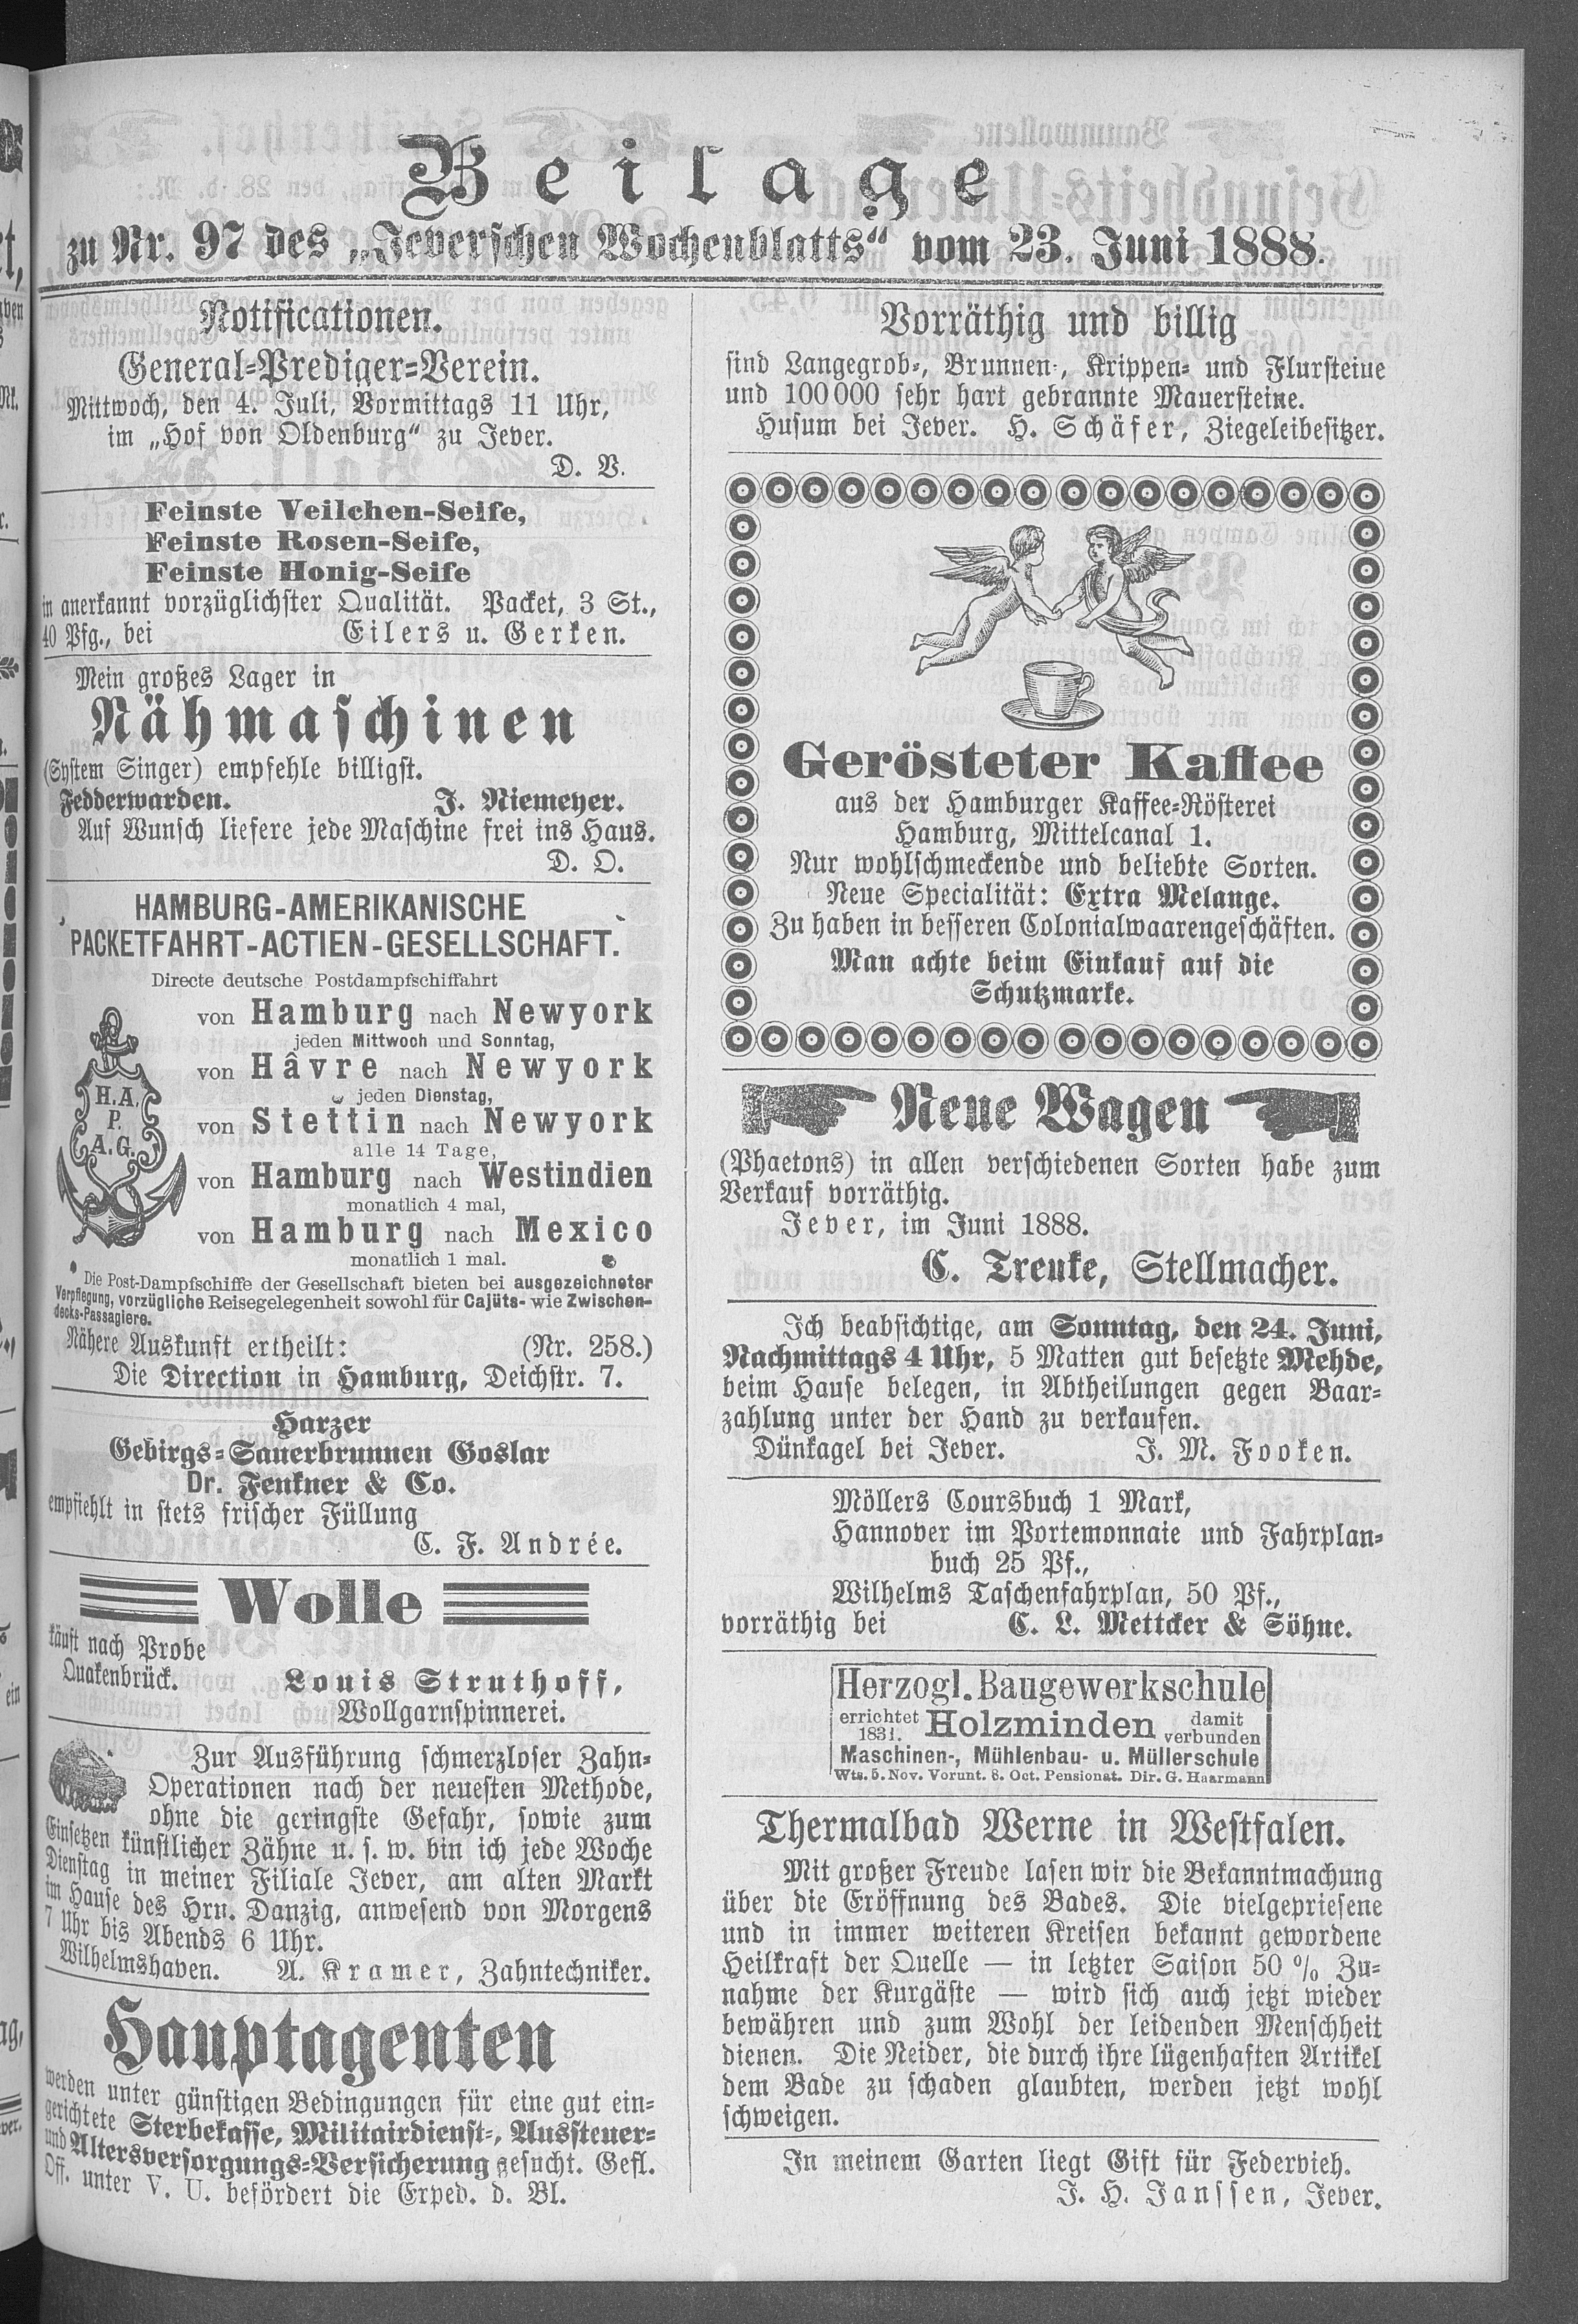 Beilage
zu Nr. 97 des „Jeverschen Wochenblatts“ vom 23. Juni 1888.
Notificationen.
General-Prediger-Verein.
Mittwoch, den 4. Juli, Vormittags 11 Uhr,
im „Hof von Oldenburg“ zu Jever.
D. V.
Feinste Veilchen-Seife,
Feinste Rosen-Seife,
Feinste Honig-Seife
in anerkannt vorzüglichster Qualität. Packet, 3 St.,
40 Pfg., bei Eilers u. Gerken.
Mein großes Lager in
Nähmaschinen
(System Singer) empfehle billigst.
Fedderwarden. J. Niemeyer.
Auf Wunsch liefere jede Maschine frei ins Haus.
D. O.
HAMBURG-AMERIKANISCHE
PACKETFAHRT-ACTIEN-GESELLSCHAFT.
Directe deutsche Postdampfschiffahrt
von Hamburg nach Newyork
jeden Mittwoch und Sonntag,
von Hâvre nach Newyork
jeden Dienstag,
von Stettin nach Newyork
alle 14 Tage,
von Hamburg nach Westindien
monatlich 4 mal,
von Hamburg nach Mexico
monatlich 1 mal.
H.A.
P.
A.G.
Die Post-Dampfschiffe der Gesellschaft bieten bei ausgezeichneter
Verpflegung, vorzügliche Reisegelegenheit sowohl für Cajüts- wie Zwischen-
decks-Passagiere.
Nähere Auskunft ertheilt: (Nr. 258.)
Die Direction in Hamburg, Deichstr. 7.
Harzer
Gebirgs-Sauerbrunnen Goslar
Dr. Fenkner & Co.
empfiehlt in stets frischer Füllung
C. F. Andrée.
Wolle
käuft nach Probe
Quakenbrück. Louis Struthoff,
Wollgarnspinnerei.
Zur Ausführung schmerzloser Zahn-
Operationen nach der neuesten Methode,
ohne die geringste Gefahr, sowie zum
Einsetzen künstlicher Zähne u. s. w. bin ich jede Woche
Dienstag in meiner Filiale Jever, am alten Markt
im Hause des Hrn. Danzig, anwesend von Morgens
7 Uhr bis Abends 6 Uhr.
Wilhelmshaven. A. Kramer, Zahntechniker.
Hauptagenten
werden unter günstigen Bedingungen für eine gut ein-
gerichtete Sterbekasse, Militairdienst-, Aussteuer-
und Altersversorgungs-Versicherung gesucht. Gefl.
Off. unter V. U. befördert die Exped. d. Bl.
Vorräthig und billig
sind Langegrob-, Brunnen-, Krippen- und Flursteine
und 100000 sehr hart gebrannte Mauersteine.
Husum bei Jever. H. Schäfer, Ziegeleibesitzer.
Gerösteter Kaffee
aus der Hamburger Kaffee-Rösterei
Hamburg, Mittelcanal 1.
Nur wohlschmeckende und beliebte Sorten.
Neue Specialität: Extra Melange.
Zu haben in besseren Colonialwaarengeschäften.
Man achte beim Einkauf auf die
Schutzmarke.
Neue Wagen
(Phaetons) in allen verschiedenen Sorten habe zum
Verkauf vorräthig.
Jever, im Juni 1888.
C. Trenke, Stellmacher.
Ich beabsichtige, am Sonntag, den 24. Juni,
Nachmittags 4 Uhr, 5 Matten gut besetzte Mehde,
beim Hause belegen, in Abtheilungen gegen Baar-
zahlung unter der Hand zu verkaufen.
Dünkagel bei Jever. J. M. Fooken.
Möllers Coursbuch 1 Mark,
Hannover im Portemonnaie und Fahrplan-
buch 25 Pf.,
Wilhelms Taschenfahrplan, 50 Pf.,
vorräthig bei C. L. Mettcker & Söhne.
Herzogl. Baugewerkschule
errichtet 1831. Holzminden damit verbunden
Maschinen-, Mühlenbau- u. Müllerschule
Wts. 5. Nov. Vorunt. 8. Oct. Pensionat. Dir. G. Haarmann
Thermalbad Werne in Westfalen.
Mit großer Freude lasen wir die Bekanntmachung
über die Eröffnung des Bades. Die vielgepriesene
und in immer weiteren Kreisen bekannt gewordene
Heilkraft der Quelle — in letzter Saison 50 % Zu-
nahme der Kurgäste — wird sich auch jetzt wieder
bewähren und zum Wohl der leidenden Menschheit
dienen. Die Neider, die durch ihre lügenhaften Artikel
dem Bade zu schaden glaubten, werden jetzt wohl
schweigen.
In meinem Garten liegt Gift für Federvieh.
J. H. Janssen, Jever.